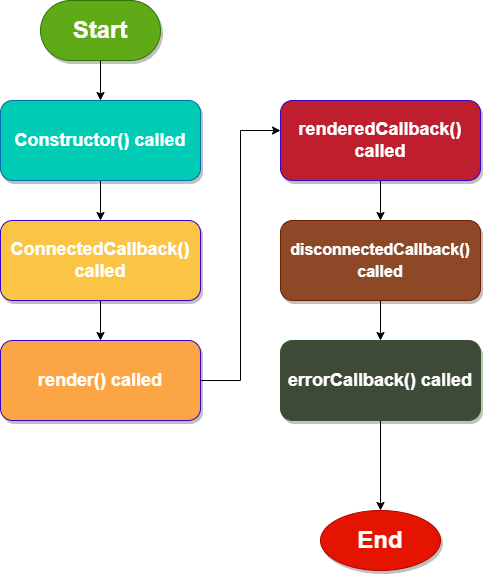 Start
Constructor() called
ConnectedCallback()
called
render() called
renderedCallback()
called
disconnectedCallback()
called
errorCallback() called
End